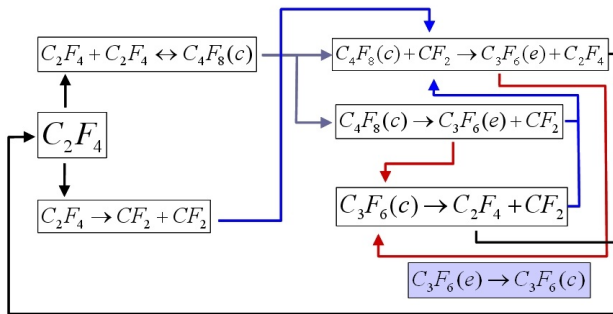 C₂F₄ + C₂F₄ ↔ C₄F₈(c)
C₄F₈(c) + CF₂ → C₃F₆(e) + C₂F₄
C₂F₄
C₄F₈(c) → C₃F₆(e) + CF₂
C₂F₄ → CF₂ + CF₂
C₃F₆(c) → C₂F₄ + CF₂
C₃F₆(e) → C₃F₆(c)